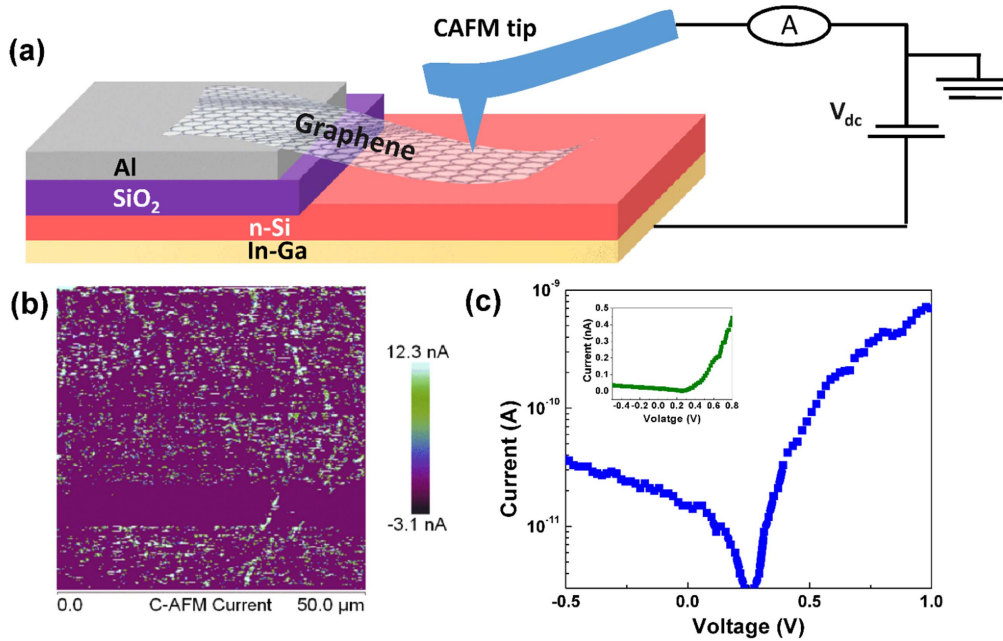 (a)
CAFM tip
A
V_dc
Graphene
Al
SiO₂
n-Si
In-Ga
(b)
12.3 nA
-3.1 nA
0.0 C-AFM Current 50.0 µm
(c)
Current (A)
10⁻⁹
10⁻¹⁰
10⁻¹¹
-0.5 0.0 0.5 1.0
Voltage (V)
Current (nA)
0.5
0.4
0.3
0.2
0.1
0.0
-0.4 -0.2 0.0 0.2 0.4 0.6 0.8
Volatge (V)